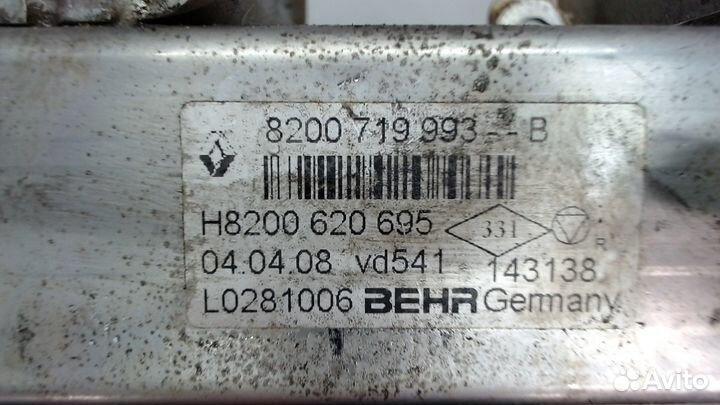 8200 719 993 - - B
H8200 620 695 331 R
04.04.08 vd541 143138
L0281006 BEHR Germany
Avito